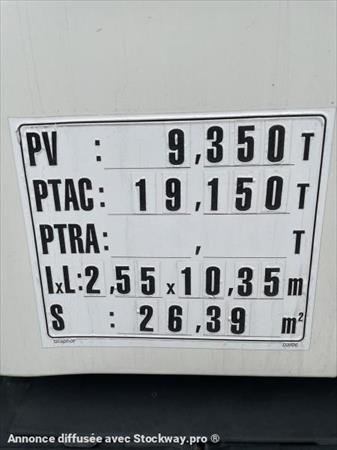 PV : 9,350 T
PTAC: 19,150 T
PTRA: , T
IxL: 2,55 x 10,35 m
S : 26,39 m²
Annonce diffusée avec Stockway.pro ®